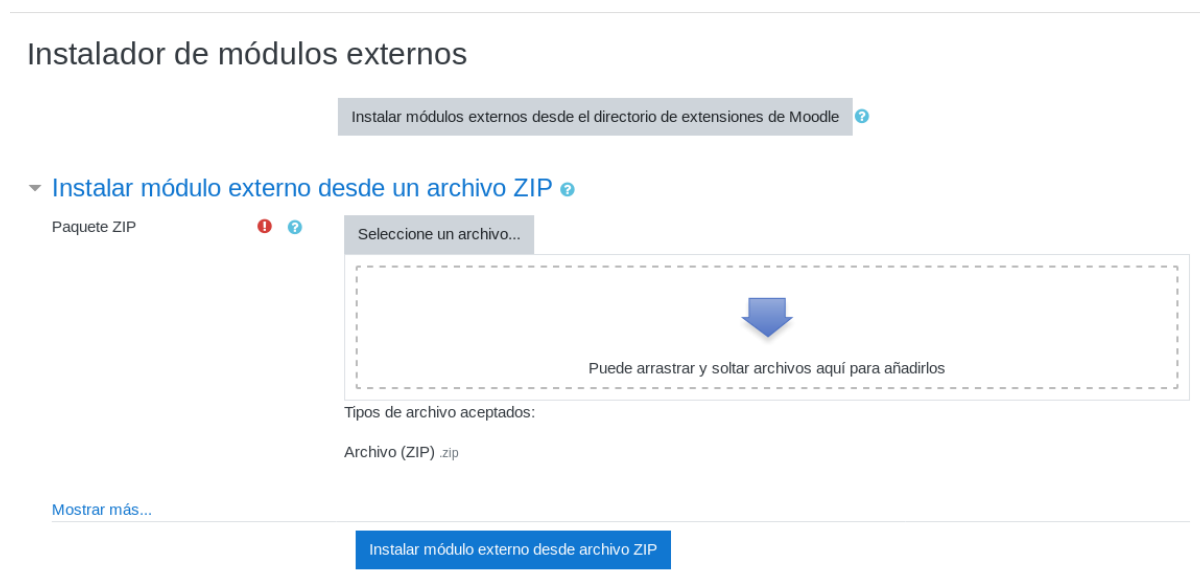 Instalador de módulos externos
Instalar módulos externos desde el directorio de extensiones de Moodle
Instalar módulo externo desde un archivo ZIP
Paquete ZIP
Seleccione un archivo...
Puede arrastrar y soltar archivos aquí para añadirlos
Tipos de archivo aceptados:
Archivo (ZIP) .zip
Mostrar más...
Instalar módulo externo desde archivo ZIP